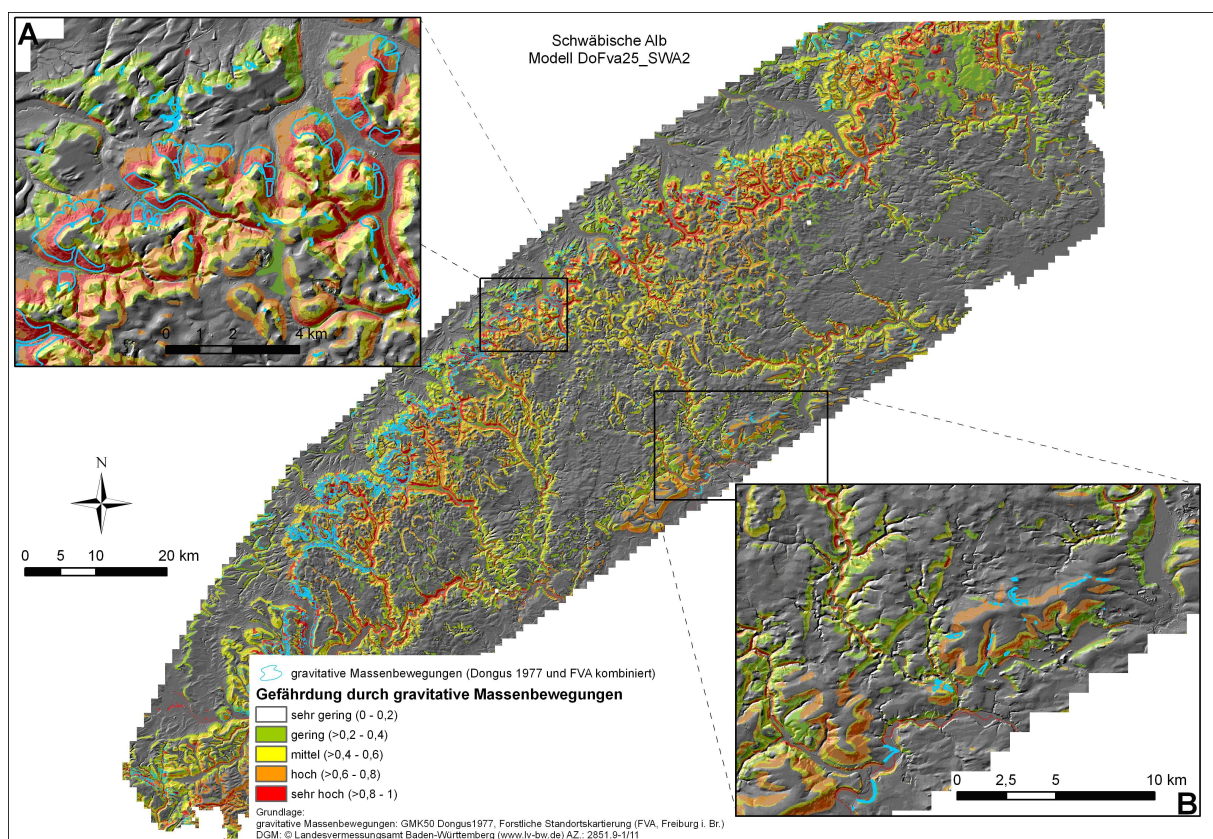 A
Schwäbische Alb
Modell DoFva25_SWA2
0 1 2 4 km
N
0 5 10 20 km
gravitative Massenbewegungen (Dongus 1977 und FVA kombiniert)
Gefährdung durch gravitative Massenbewegungen
sehr gering (0 - 0,2)
gering (>0,2 - 0,4)
mittel (>0,4 - 0,6)
hoch (>0,6 - 0,8)
sehr hoch (>0,8 - 1)
Grundlage:
gravitative Massenbewegungen: GMK50 Dongus1977, Forstliche Standortskartierung (FVA, Freiburg i. Br.)
DGM: © Landesvermessungsamt Baden-Württemberg (www.lv-bw.de) AZ.: 2851.9-1/11
0 2,5 5 10 km
B